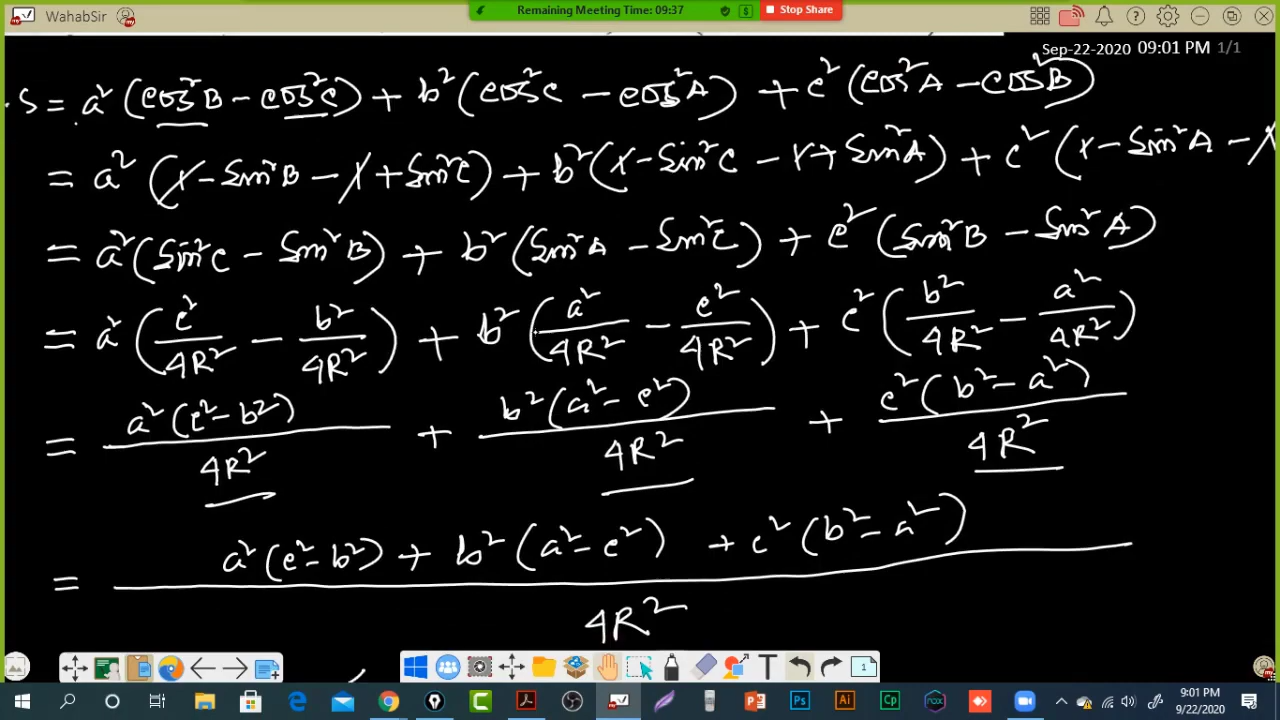 WahabSir
Remaining Meeting Time: 09:37
Stop Share
Sep-22-2020 09:01 PM 1/1
.S = a²(cos²B - cos²C) + b²(cos²C - cos²A) + c²(cos²A - cos²B)
= a²(1 - Sin²B - 1 + Sin²C) + b²(1 - Sin²C - 1 + Sin²A) + c²(1 - Sin²A - 1
= a²(Sin²C - Sin²B) + b²(Sin²A - Sin²C) + c²(Sin²B - Sin²A)
= a²(c²/4R² - b²/4R²) + b²(a²/4R² - c²/4R²) + c²(b²/4R² - a²/4R²)
= a²(c² - b²)/4R² + b²(a² - c²)/4R² + c²(b² - a²)/4R²
= a²(c² - b²) + b²(a² - c²) + c²(b² - a²)
4R²
1
9:01 PM
9/22/2020